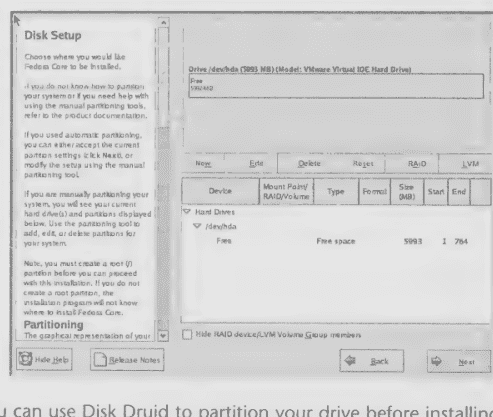 Disk Setup
Choose where you would like
Fedora Core to be installed.
If you do not know how to partition
your system or if you need help with
using the manual partitioning tools,
refer to the product documentation.
If you used automatic partitioning,
you can either accept the current
partition settings (click Next), or
modify the setup using the manual
partitioning tool.
If you are manually partitioning your
system, you will see your current
hard drive(s) and partitions displayed
below. Use the partitioning tool to
add, edit, or delete partitions for
your system.
Note, you must create a root (/)
partition before you can proceed
with this installation. If you do not
create a root partition, the
installation program will not know
where to install Fedora Core.
Partitioning
The graphical representation of your
Drive /dev/hda (5993 MB) (Model: VMware Virtual IDE Hard Drive)
Free
New Edit Delete Reset RAID LVM
Device Mount Point/ RAID/Volume Type Format Size (MB) Start End
Hard Drives
/dev/hda
Free Free space 5993 1 764
Hide RAID device/LVM Volume Group members
Hide Help Release Notes Back Next
u can use Disk Druid to partition your drive before installing